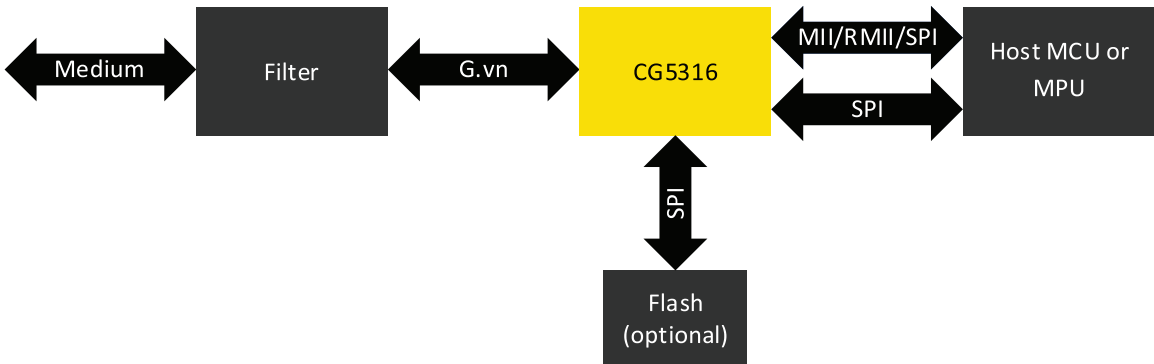 Medium
Filter
G.vn
CG5316
MII/RMII/SPI
SPI
Host MCU or
MPU
SPI
Flash
(optional)